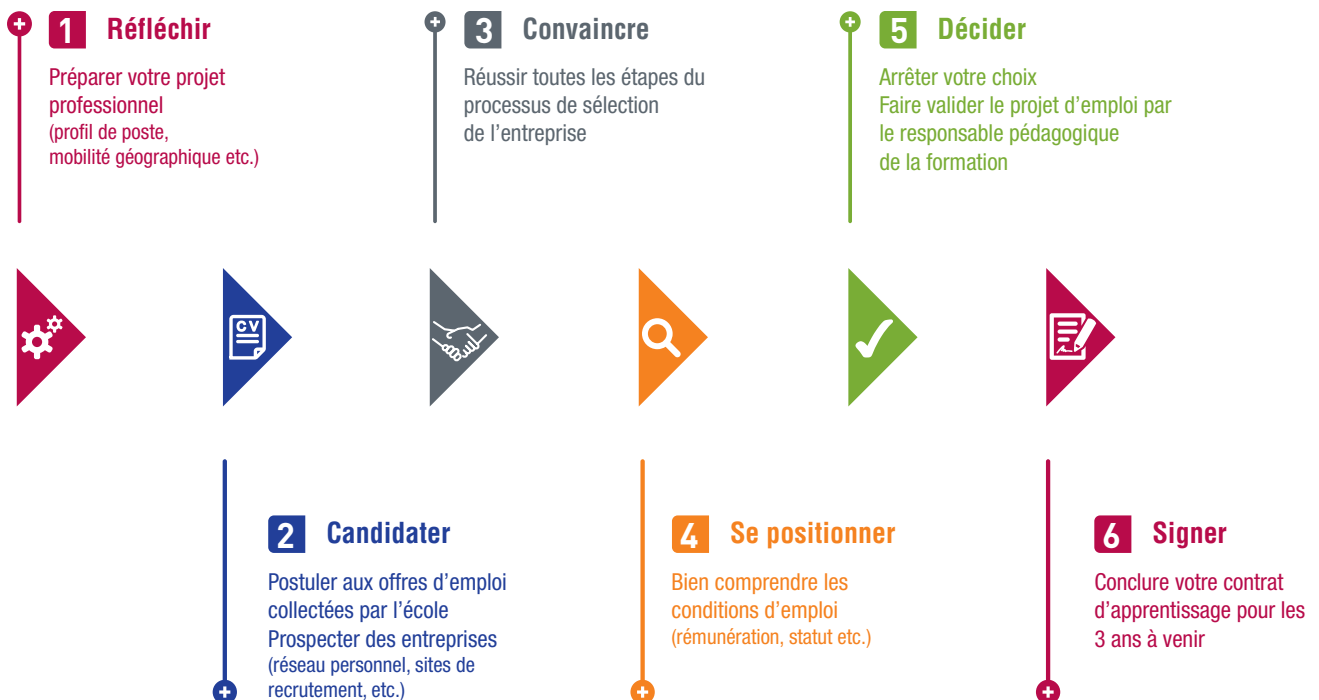 1 Réfléchir
Préparer votre projet
professionnel
(profil de poste,
mobilité géographique etc.)
3 Convaincre
Réussir toutes les étapes du
processus de sélection
de l'entreprise
5 Décider
Arrêter votre choix
Faire valider le projet d'emploi par
le responsable pédagogique
de la formation
CV
2 Candidater
Postuler aux offres d'emploi
collectées par l'école
Prospecter des entreprises
(réseau personnel, sites de
recrutement, etc.)
4 Se positionner
Bien comprendre les
conditions d'emploi
(rémunération, statut etc.)
6 Signer
Conclure votre contrat
d'apprentissage pour les
3 ans à venir